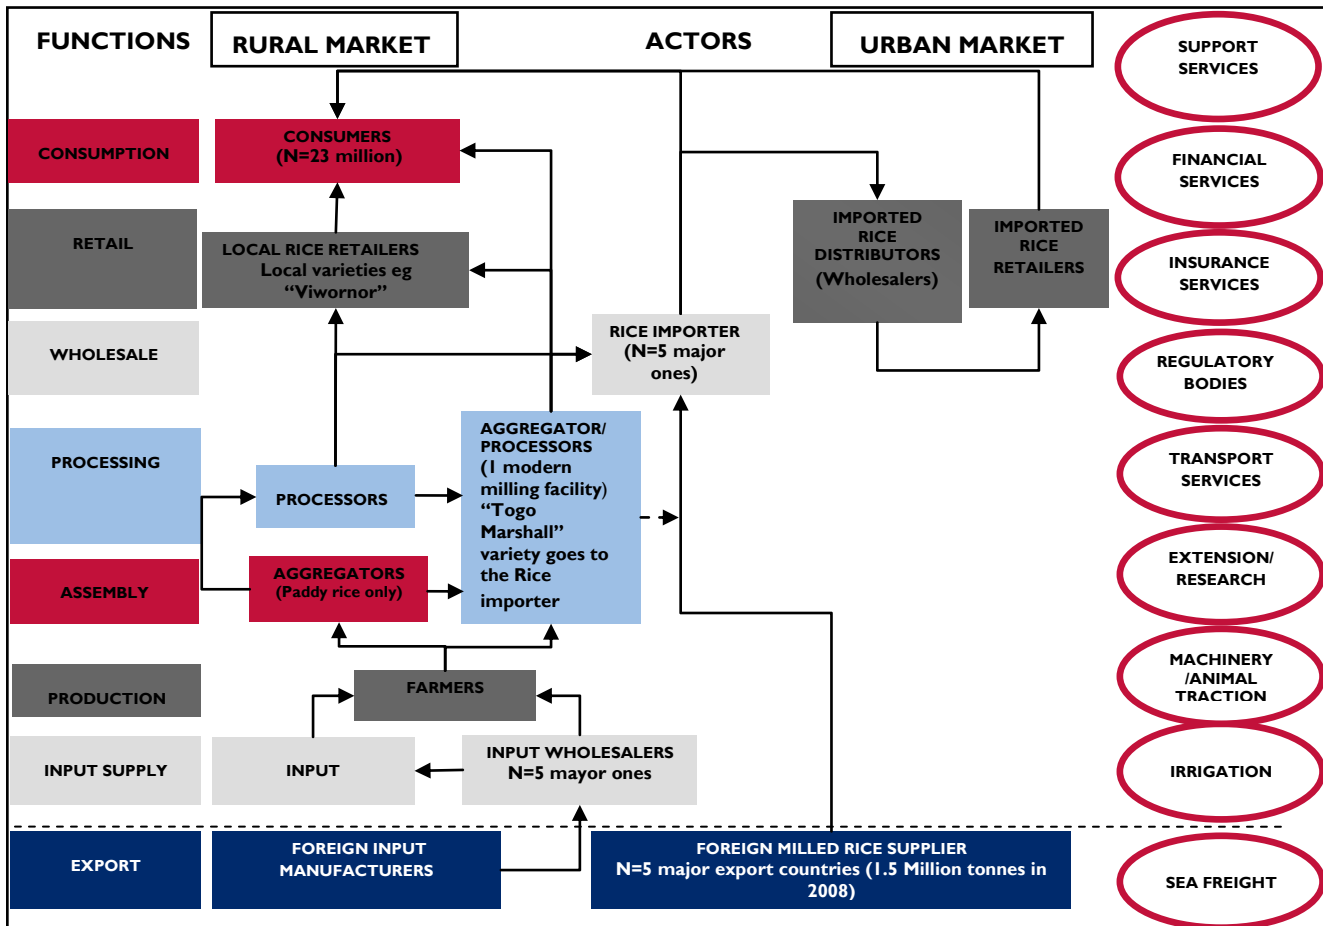 FUNCTIONS
RURAL MARKET
ACTORS
URBAN MARKET
SUPPORT
SERVICES
CONSUMPTION
CONSUMERS
(N=23 million)
FINANCIAL
SERVICES
RETAIL
LOCAL RICE RETAILERS
Local varieties eg
“Viwornor”
IMPORTED
RICE
DISTRIBUTORS
(Wholesalers)
IMPORTED
RICE
RETAILERS
INSURANCE
SERVICES
WHOLESALE
RICE IMPORTER
(N=5 major
ones)
REGULATORY
BODIES
PROCESSING
PROCESSORS
AGGREGATOR/
PROCESSORS
(1 modern
milling facility)
“Togo
Marshall”
variety goes to
the Rice
importer
TRANSPORT
SERVICES
ASSEMBLY
AGGREGATORS
(Paddy rice only)
EXTENSION/
RESEARCH
PRODUCTION
FARMERS
MACHINERY
/ANIMAL
TRACTION
INPUT SUPPLY
INPUT
INPUT WHOLESALERS
N=5 mayor ones
IRRIGATION
EXPORT
FOREIGN INPUT
MANUFACTURERS
FOREIGN MILLED RICE SUPPLIER
N=5 major export countries (1.5 Million tonnes in
2008)
SEA FREIGHT